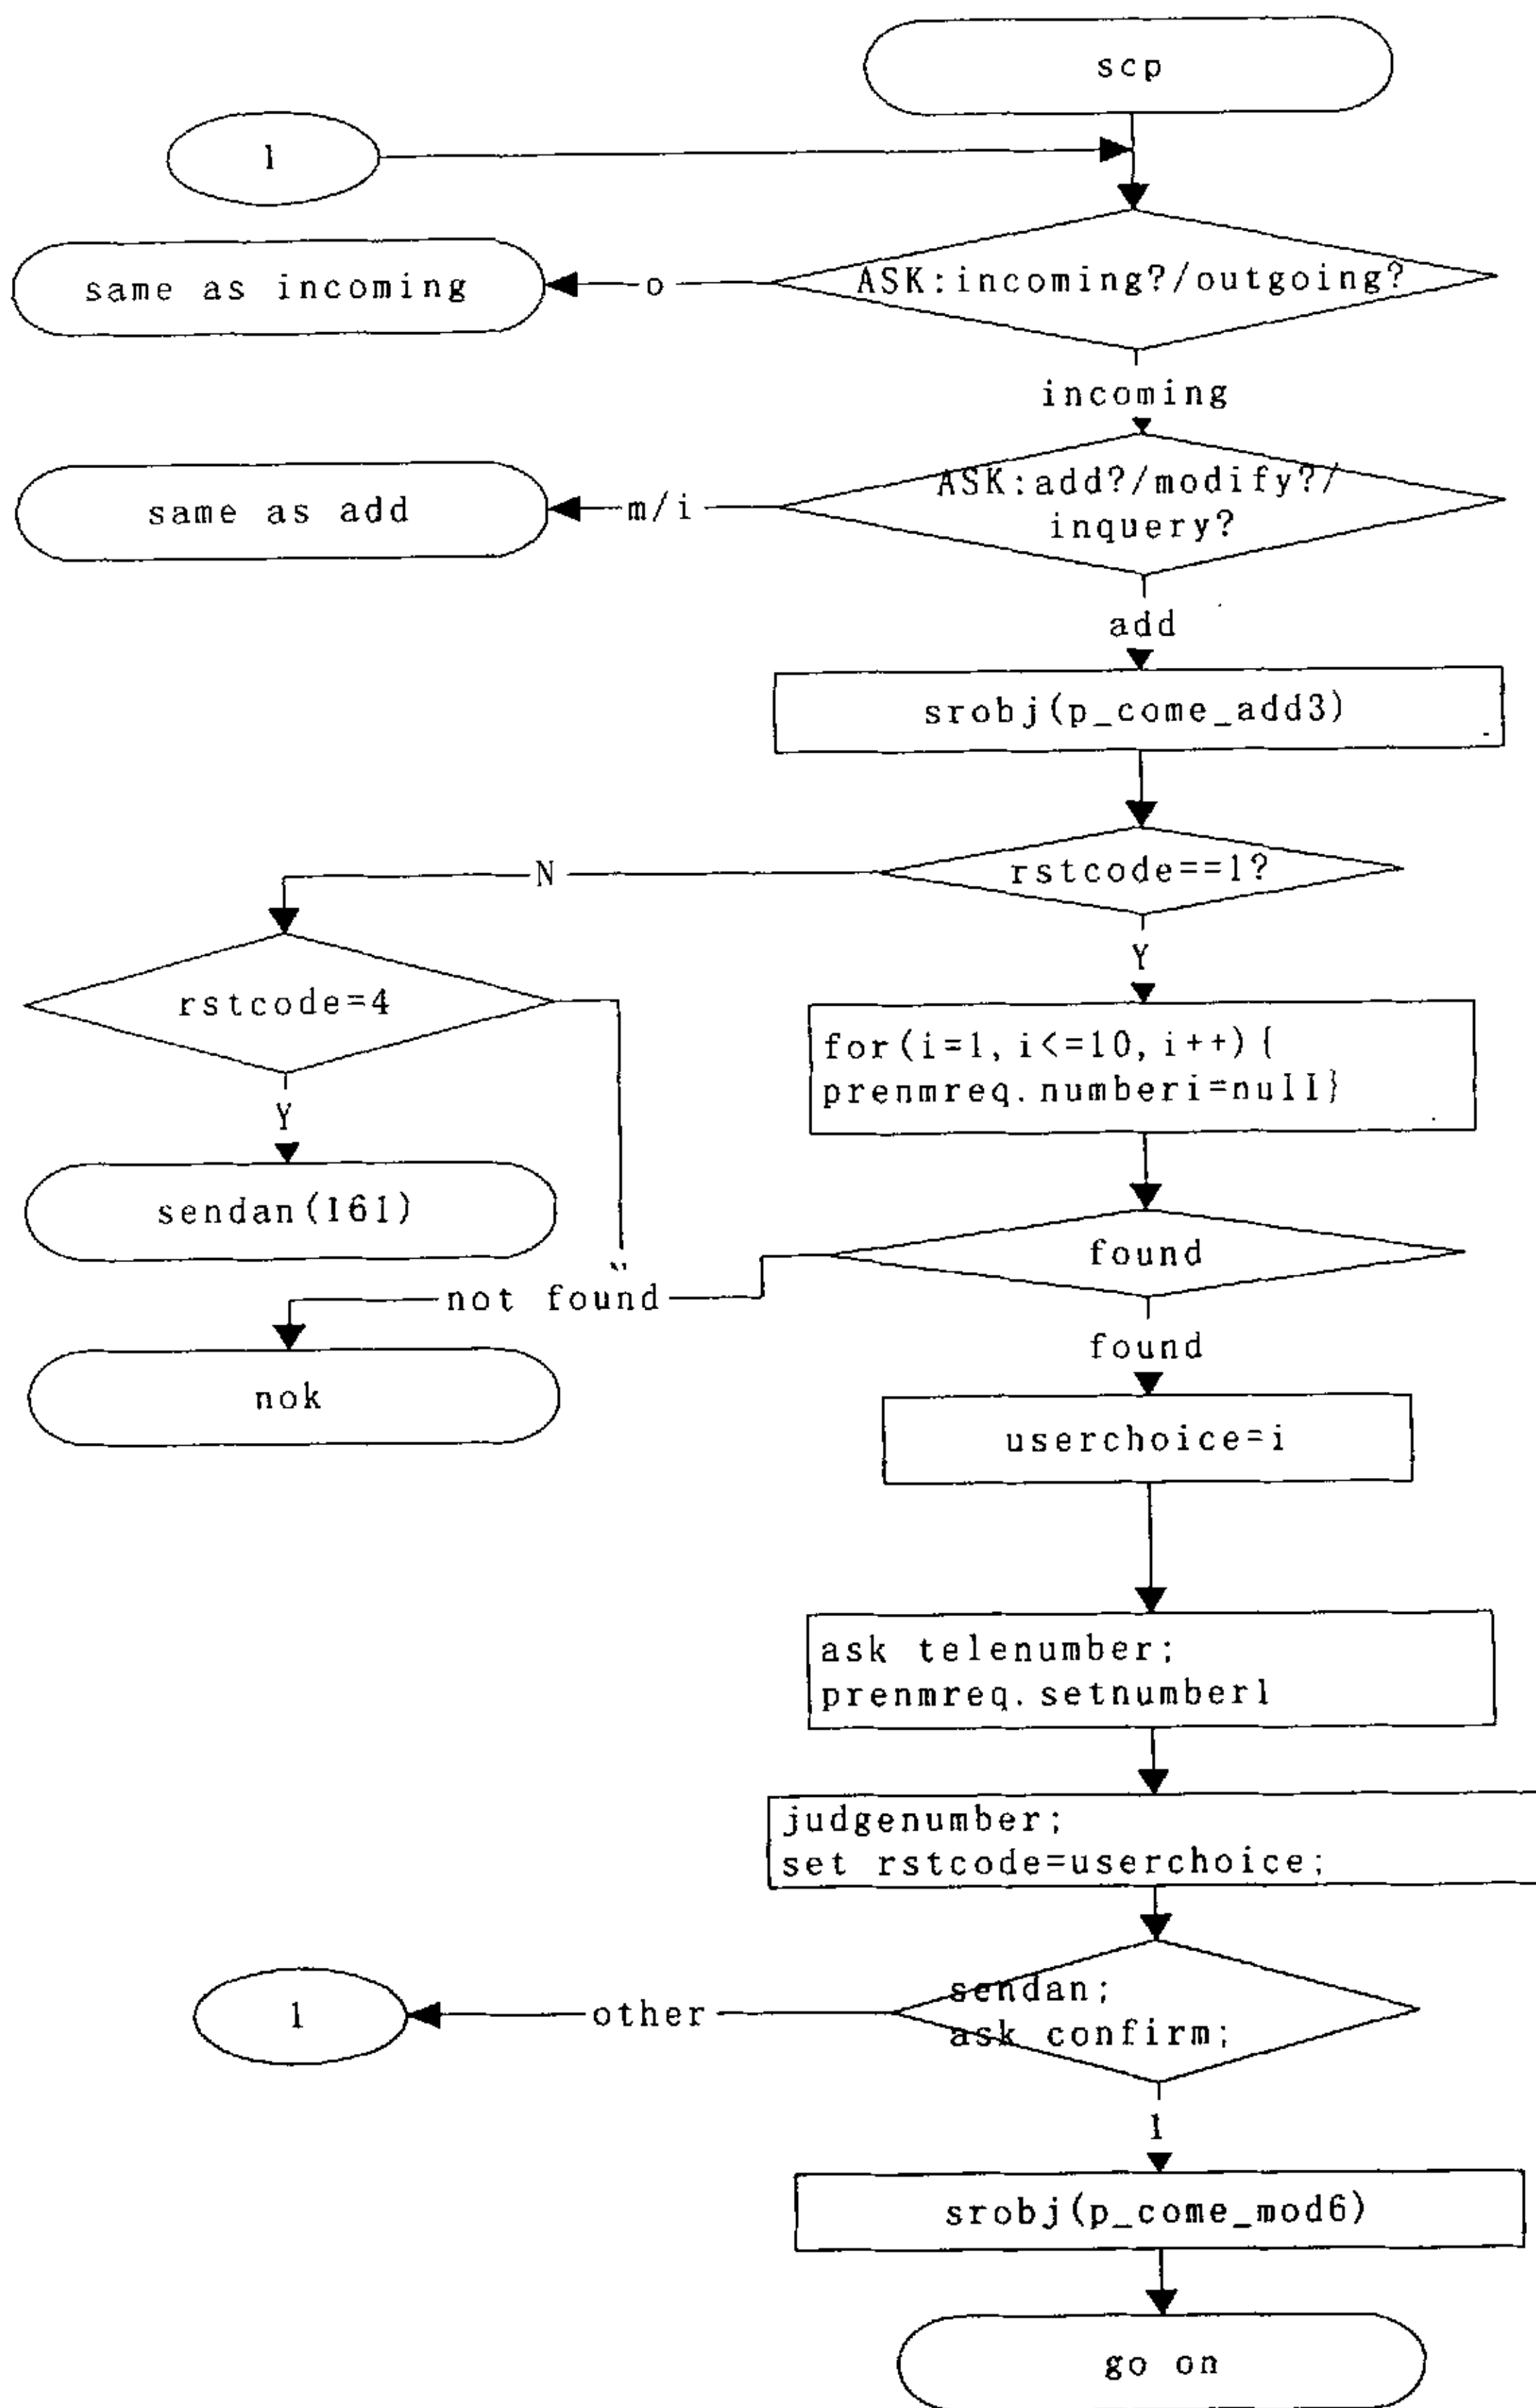 scp
1
ASK:incoming?/outgoing?
o
same as incoming
incoming
ASK:add?/modify?/
inquery?
m/i
same as add
add
srobj(p_come_add3)
rstcode==1?
N
Y
rstcode=4
for(i=1,i<=10,i++){
prenmreq.numberi=null}
Y
sendan(161)
found
not found
found
nok
userchoice=i
ask telenumber;
prenmreq.setnumber1
judgenumber;
set rstcode=userchoice;
sendan;
ask confirm;
other
1
1
srobj(p_come_mod6)
go on